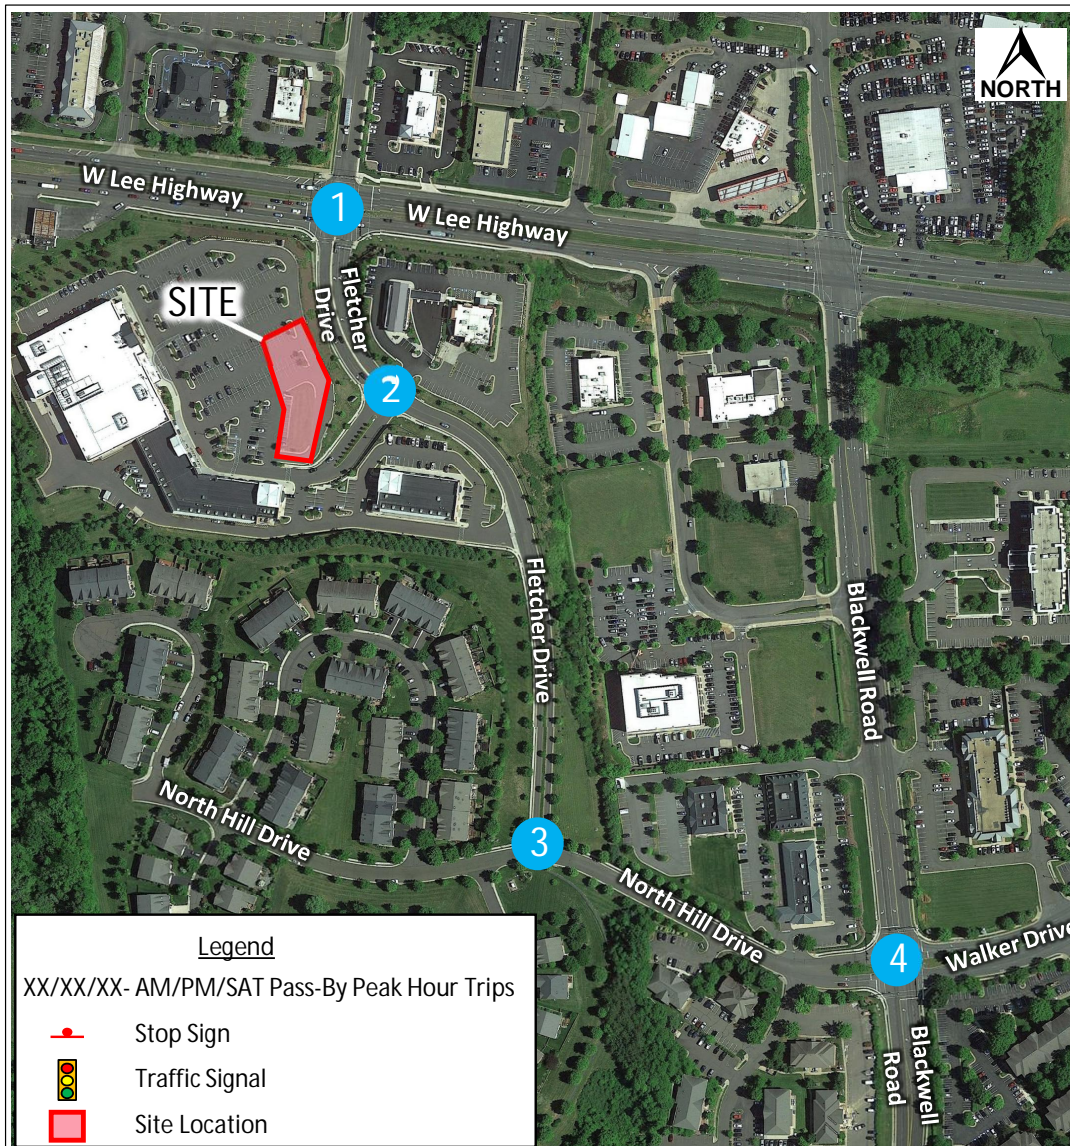 NORTH
W Lee Highway
1
W Lee Highway
Fletcher
Drive
SITE
2
Fletcher Drive
Blackwell Road
North Hill Drive
3
North Hill Drive
4
Walker Drive
Blackwell
Road
Legend
XX/XX/XX- AM/PM/SAT Pass-By Peak Hour Trips
Stop Sign
Traffic Signal
Site Location